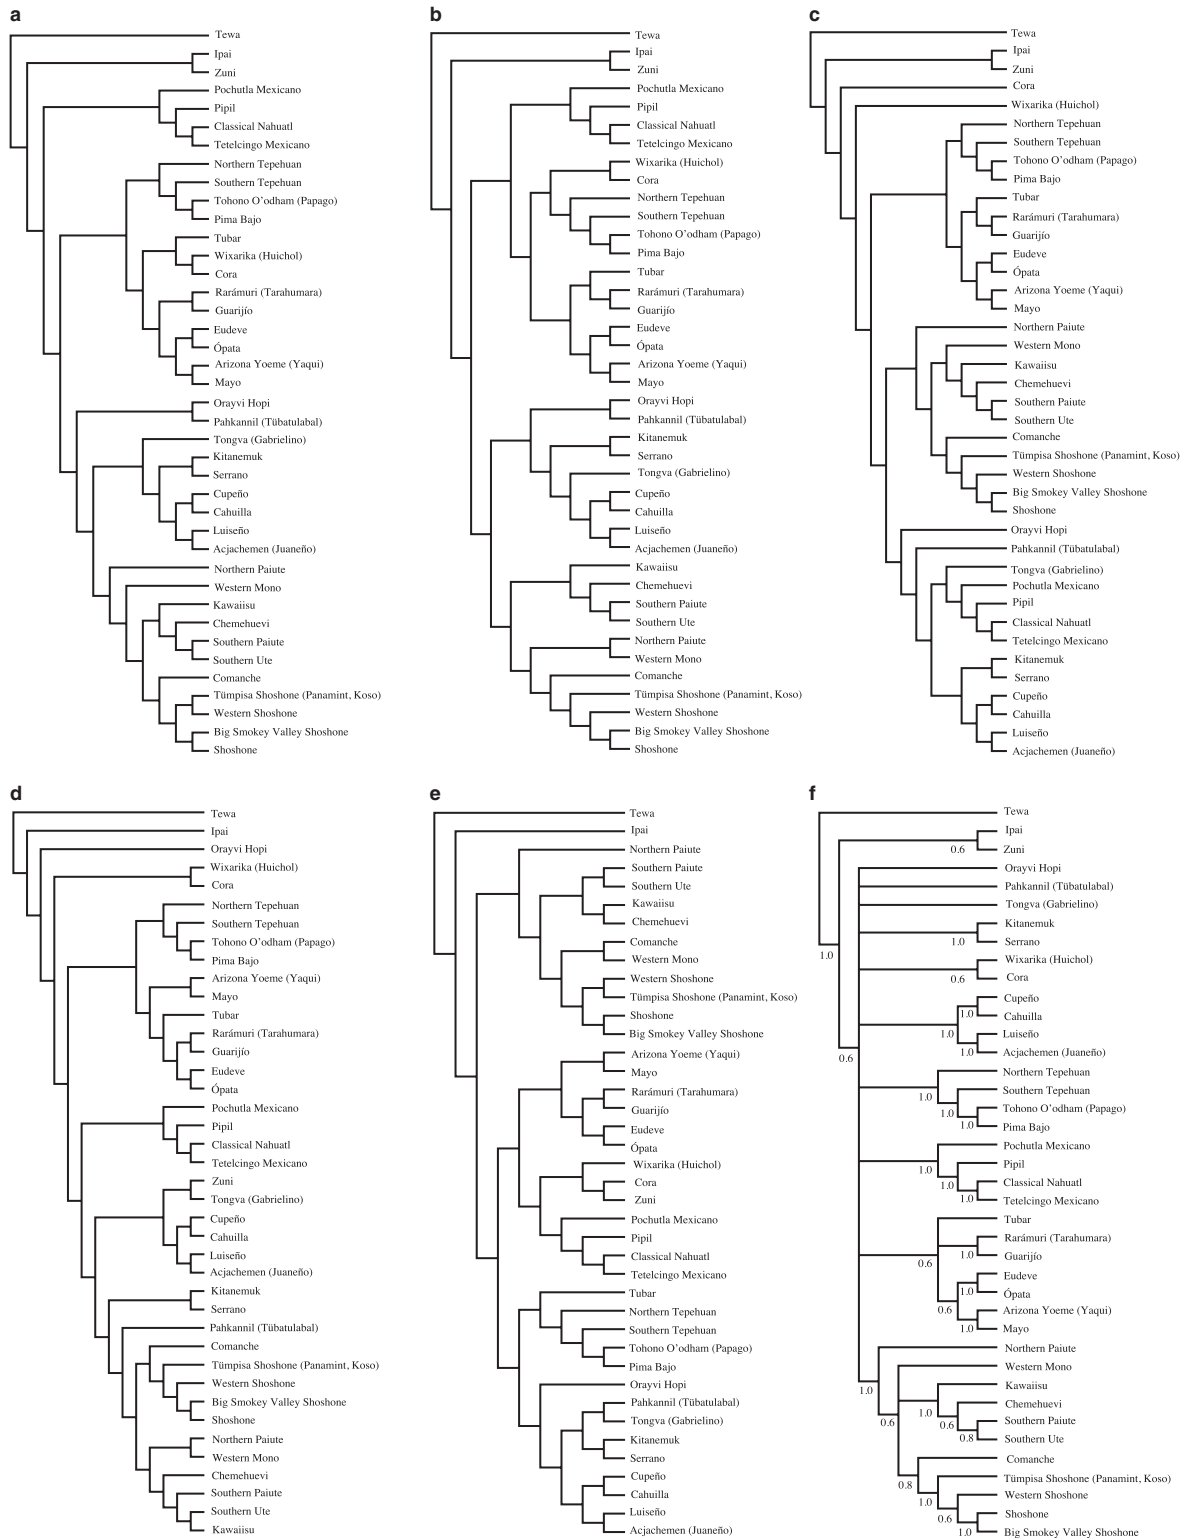 a
Tewa
Ipai
Zuni
Pochutla Mexicano
Pipil
Classical Nahuatl
Tetelcingo Mexicano
Northern Tepehuan
Southern Tepehuan
Tohono O'odham (Papago)
Pima Bajo
Tubar
Wixarika (Huichol)
Cora
Rarámuri (Tarahumara)
Guarijío
Eudeve
Ópata
Arizona Yoeme (Yaqui)
Mayo
Orayvi Hopi
Pahkannil (Tübatulabal)
Tongva (Gabrielino)
Kitanemuk
Serrano
Cupeño
Cahuilla
Luiseño
Acjachemen (Juaneño)
Northern Paiute
Western Mono
Kawaiisu
Chemehuevi
Southern Paiute
Southern Ute
Comanche
Tümpisa Shoshone (Panamint, Koso)
Western Shoshone
Big Smokey Valley Shoshone
Shoshone
b
Tewa
Ipai
Zuni
Pochutla Mexicano
Pipil
Classical Nahuatl
Tetelcingo Mexicano
Wixarika (Huichol)
Cora
Northern Tepehuan
Southern Tepehuan
Tohono O'odham (Papago)
Pima Bajo
Tubar
Rarámuri (Tarahumara)
Guarijío
Eudeve
Ópata
Arizona Yoeme (Yaqui)
Mayo
Orayvi Hopi
Pahkannil (Tübatulabal)
Kitanemuk
Serrano
Tongva (Gabrielino)
Cupeño
Cahuilla
Luiseño
Acjachemen (Juaneño)
Kawaiisu
Chemehuevi
Southern Paiute
Southern Ute
Northern Paiute
Western Mono
Comanche
Tümpisa Shoshone (Panamint, Koso)
Western Shoshone
Big Smokey Valley Shoshone
Shoshone
c
Tewa
Ipai
Zuni
Cora
Wixarika (Huichol)
Northern Tepehuan
Southern Tepehuan
Tohono O'odham (Papago)
Pima Bajo
Tubar
Rarámuri (Tarahumara)
Guarijío
Eudeve
Ópata
Arizona Yoeme (Yaqui)
Mayo
Northern Paiute
Western Mono
Kawaiisu
Chemehuevi
Southern Paiute
Southern Ute
Comanche
Tümpisa Shoshone (Panamint, Koso)
Western Shoshone
Big Smokey Valley Shoshone
Shoshone
Orayvi Hopi
Pahkannil (Tübatulabal)
Tongva (Gabrielino)
Pochutla Mexicano
Pipil
Classical Nahuatl
Tetelcingo Mexicano
Kitanemuk
Serrano
Cupeño
Cahuilla
Luiseño
Acjachemen (Juaneño)
d
Tewa
Ipai
Orayvi Hopi
Wixarika (Huichol)
Cora
Northern Tepehuan
Southern Tepehuan
Tohono O'odham (Papago)
Pima Bajo
Arizona Yoeme (Yaqui)
Mayo
Tubar
Rarámuri (Tarahumara)
Guarijío
Eudeve
Ópata
Pochutla Mexicano
Pipil
Classical Nahuatl
Tetelcingo Mexicano
Zuni
Tongva (Gabrielino)
Cupeño
Cahuilla
Luiseño
Acjachemen (Juaneño)
Kitanemuk
Serrano
Pahkannil (Tübatulabal)
Comanche
Tümpisa Shoshone (Panamint, Koso)
Western Shoshone
Big Smokey Valley Shoshone
Shoshone
Northern Paiute
Western Mono
Chemehuevi
Southern Paiute
Southern Ute
Kawaiisu
e
Tewa
Ipai
Northern Paiute
Southern Paiute
Southern Ute
Kawaiisu
Chemehuevi
Comanche
Western Mono
Western Shoshone
Tümpisa Shoshone (Panamint, Koso)
Shoshone
Big Smokey Valley Shoshone
Arizona Yoeme (Yaqui)
Mayo
Rarámuri (Tarahumara)
Guarijío
Eudeve
Ópata
Wixarika (Huichol)
Cora
Zuni
Pochutla Mexicano
Pipil
Classical Nahuatl
Tetelcingo Mexicano
Tubar
Northern Tepehuan
Southern Tepehuan
Tohono O'odham (Papago)
Pima Bajo
Orayvi Hopi
Pahkannil (Tübatulabal)
Tongva (Gabrielino)
Kitanemuk
Serrano
Cupeño
Cahuilla
Luiseño
Acjachemen (Juaneño)
f
Tewa
Ipai
0.6
Zuni
Orayvi Hopi
Pahkannil (Tübatulabal)
Tongva (Gabrielino)
Kitanemuk
1.0
Serrano
1.0
Wixarika (Huichol)
0.6
Cora
Cupeño
1.0
Cahuilla
1.0
Luiseño
1.0
Acjachemen (Juaneño)
0.6
Northern Tepehuan
1.0
Southern Tepehuan
1.0
Tohono O'odham (Papago)
1.0
Pima Bajo
Pochutla Mexicano
1.0
Pipil
1.0
Classical Nahuatl
1.0
Tetelcingo Mexicano
Tubar
Rarámuri (Tarahumara)
1.0
Guarijío
0.6
Eudeve
1.0
Ópata
0.6
Arizona Yoeme (Yaqui)
1.0
Mayo
Northern Paiute
1.0
Western Mono
Kawaiisu
1.0
Chemehuevi
0.6
0.6
Southern Paiute
0.8
Southern Ute
Comanche
0.8
Tümpisa Shoshone (Panamint, Koso)
1.0
Western Shoshone
0.6
Shoshone
1.0
Big Smokey Valley Shoshone